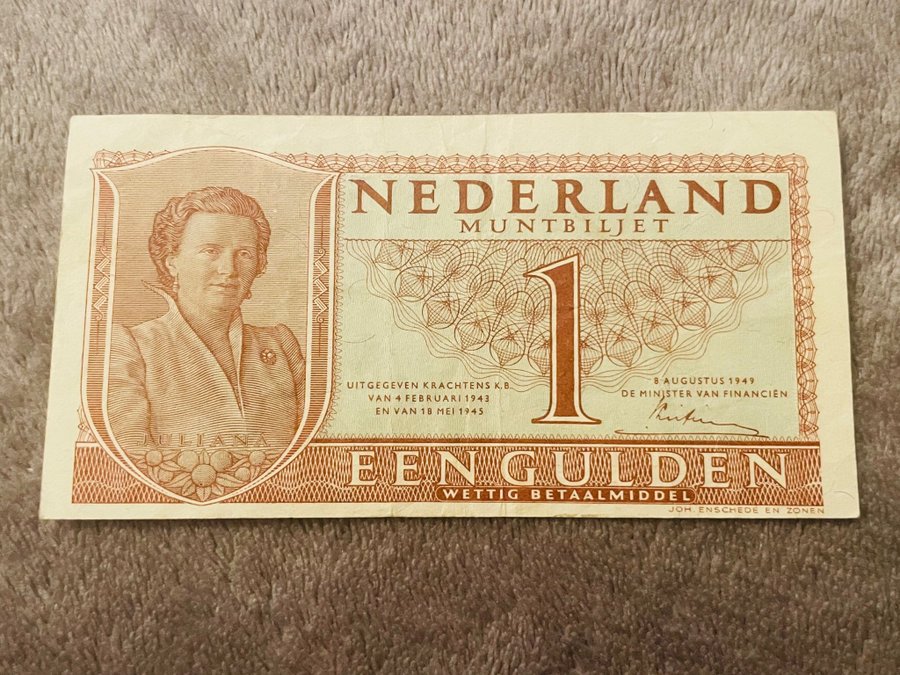 NEDERLAND
MUNTBILJET
1
UITGEGEVEN KRACHTENS K.B.
VAN 4 FEBRUARI 1943
EN VAN 18 MEI 1945
8 AUGUSTUS 1949
DE MINISTER VAN FINANCIËN
JULIANA
EEN GULDEN
WETTIG BETAALMIDDEL
JOH. ENSCHEDE EN ZONEN